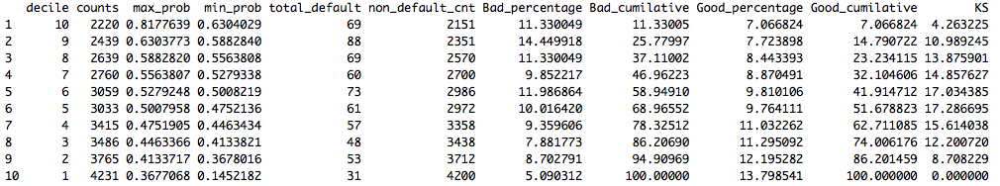 decile counts max_prob min_prob total_default non_default_cnt Bad_percentage Bad_cumilative Good_percentage Good_cumilative KS
1 10 2220 0.8177639 0.6304029 69 2151 11.330049 11.33005 7.066824 7.066824 4.263225
2 9 2439 0.6303773 0.5882840 88 2351 14.449918 25.77997 7.723898 14.790722 10.989245
3 8 2639 0.5882820 0.5563808 69 2570 11.330049 37.11002 8.443393 23.234115 13.875901
4 7 2760 0.5563807 0.5279338 60 2700 9.852217 46.96223 8.870491 32.104606 14.857627
5 6 3059 0.5279248 0.5008219 73 2986 11.986864 58.94910 9.810106 41.914712 17.034385
6 5 3033 0.5007958 0.4752136 61 2972 10.016420 68.96552 9.764111 51.678823 17.286695
7 4 3415 0.4751905 0.4463434 57 3358 9.359606 78.32512 11.032262 62.711085 15.614038
8 3 3486 0.4463366 0.4133821 48 3438 7.881773 86.20690 11.295092 74.006176 12.200720
9 2 3765 0.4133717 0.3678016 53 3712 8.702791 94.90969 12.195282 86.201459 8.708229
10 1 4231 0.3677068 0.1452182 31 4200 5.090312 100.00000 13.798541 100.000000 0.000000